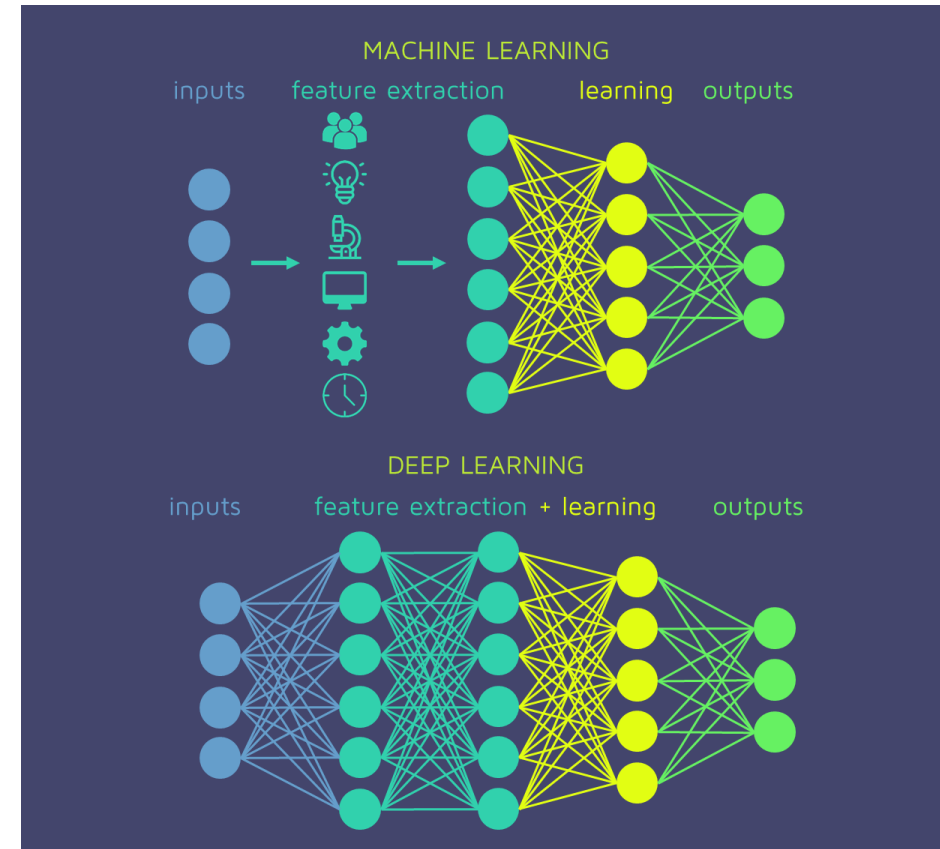 MACHINE LEARNING
inputs feature extraction learning outputs
DEEP LEARNING
inputs feature extraction + learning outputs